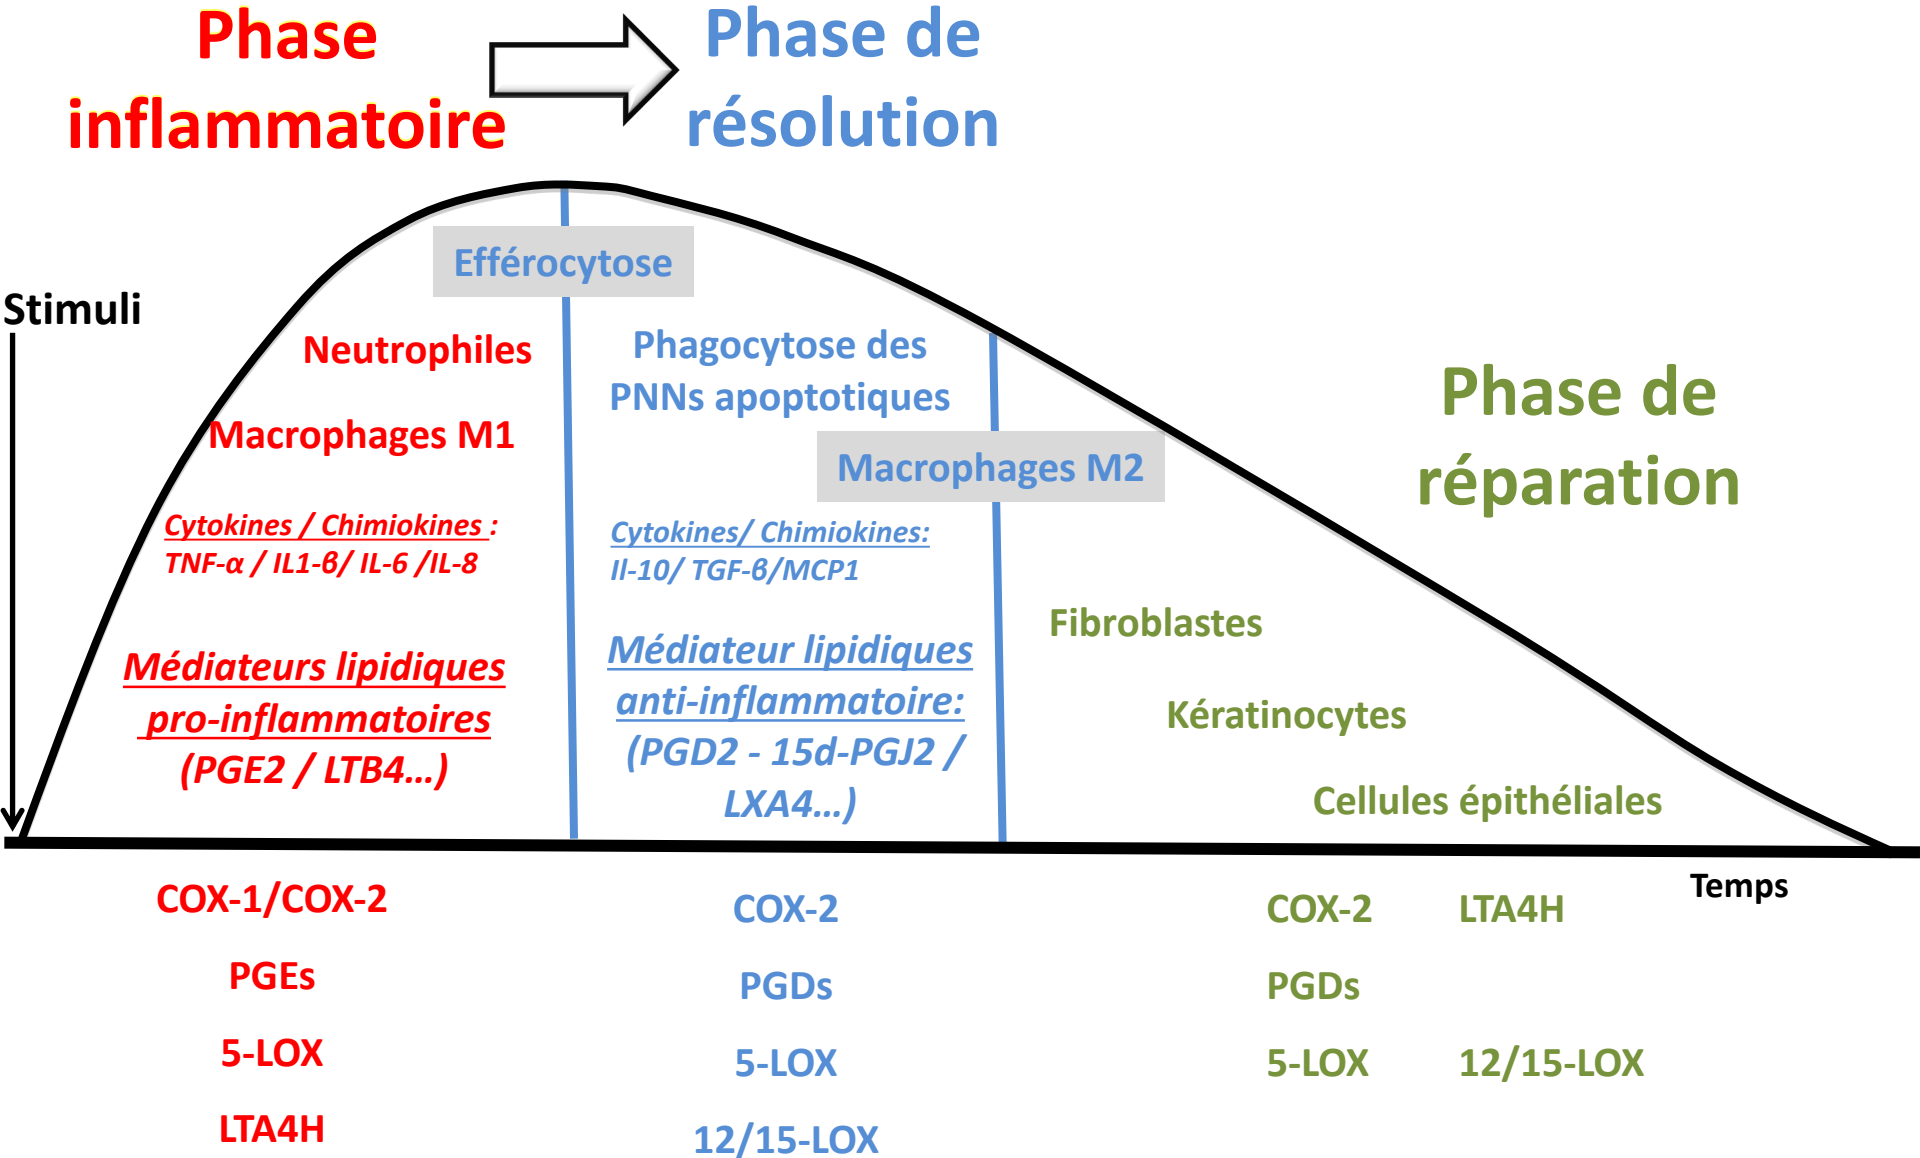 Phase
inflammatoire
Phase de
résolution
Stimuli
Efférocytose
Neutrophiles
Macrophages M1
Cytokines / Chimiokines :
TNF-α / IL1-β/ IL-6 /IL-8
Médiateurs lipidiques
pro-inflammatoires
(PGE2 / LTB4...)
Phagocytose des
PNNs apoptotiques
Macrophages M2
Cytokines/ Chimiokines:
Il-10/ TGF-β/MCP1
Médiateur lipidiques
anti-inflammatoire:
(PGD2 - 15d-PGJ2 /
LXA4...)
Phase de
réparation
Fibroblastes
Kératinocytes
Cellules épithéliales
Temps
COX-1/COX-2
PGEs
5-LOX
LTA4H
COX-2
PGDs
5-LOX
12/15-LOX
COX-2 LTA4H
PGDs
5-LOX 12/15-LOX